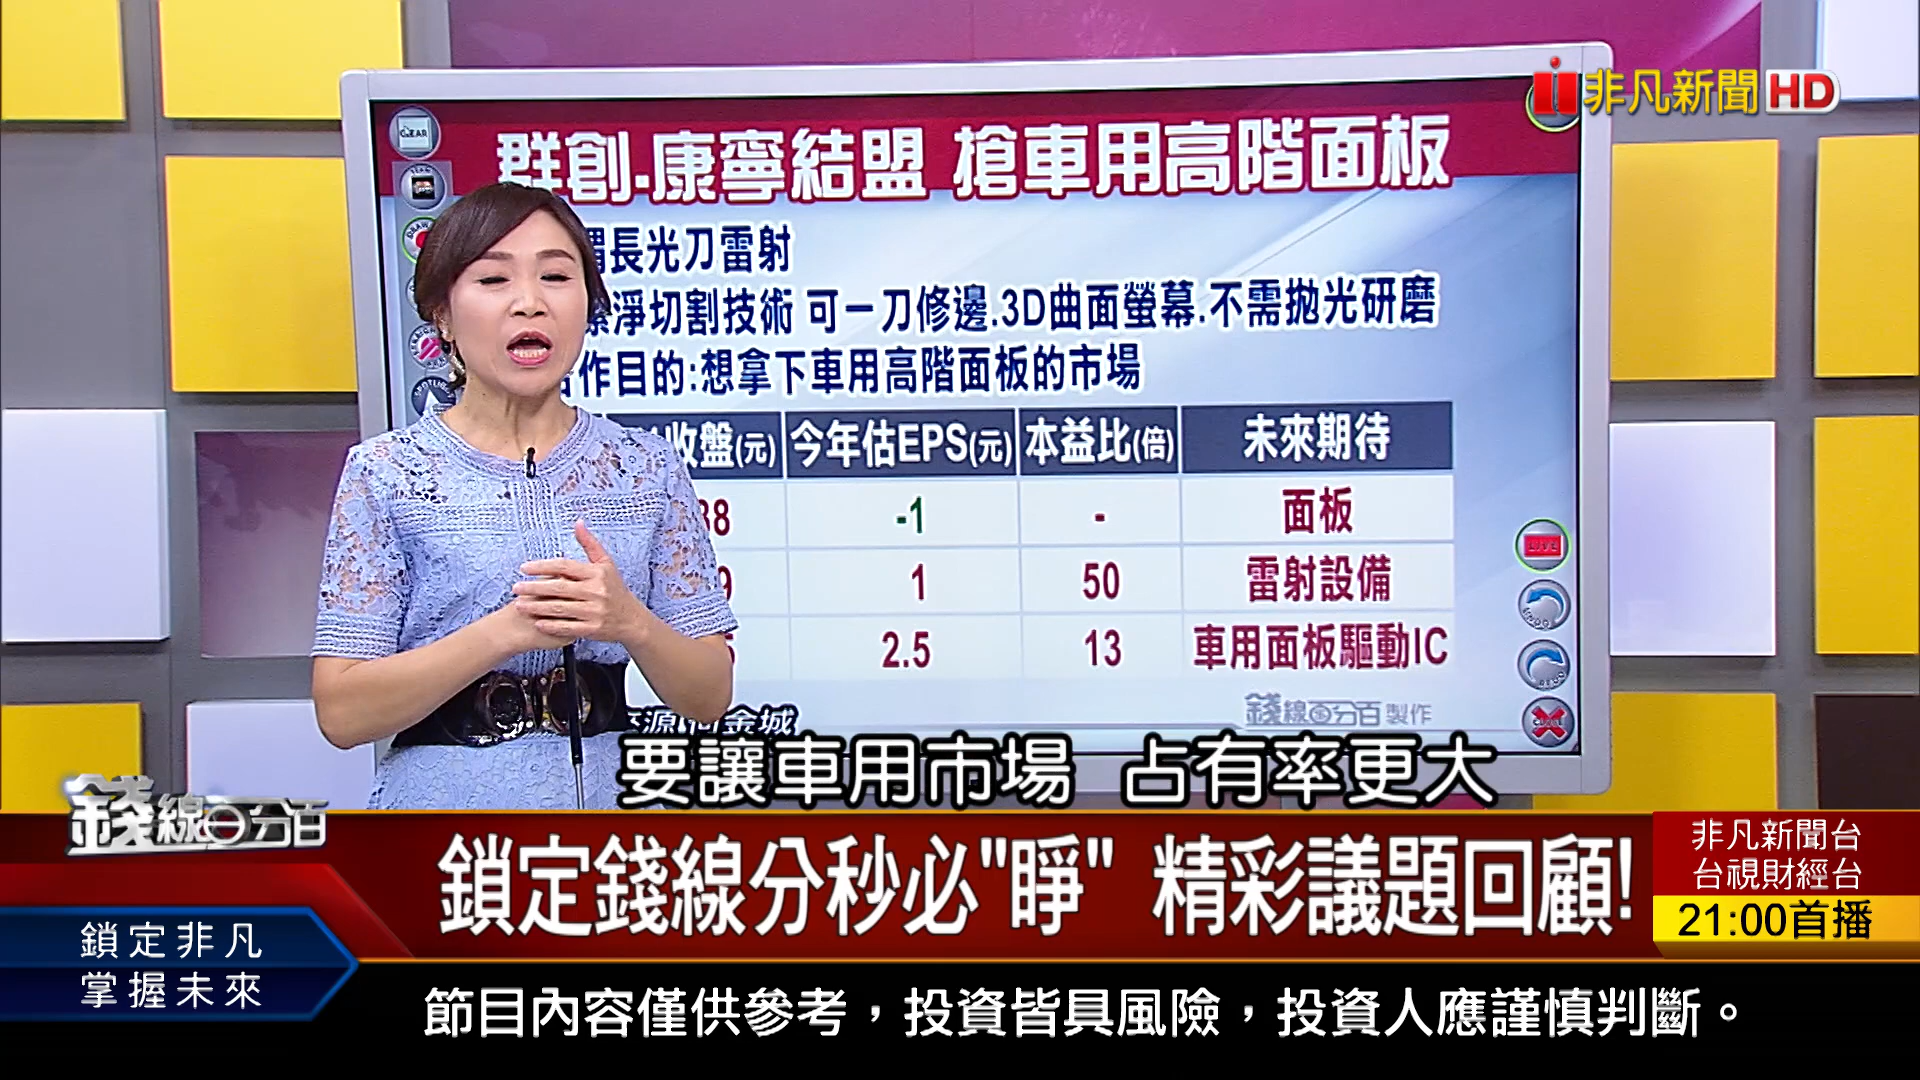 非凡新聞HD
群創.康寧結盟 搶車用高階面板
長光刀雷射
淨切割技術 可一刀修邊.3D曲面螢幕.不需拋光研磨
作目的:想拿下車用高階面板的市場
收盤(元) 今年估EPS(元) 本益比(倍) 未來期待
38 -1 - 面板
9 1 50 雷射設備
5 2.5 13 車用面板驅動IC
源:何金城
錢線百分百 製作
要讓車用市場 占有率更大
錢線百分百
鎖定錢線分秒必"睜" 精彩議題回顧!
非凡新聞台
台視財經台
21:00首播
鎖定非凡
掌握未來
節目內容僅供參考，投資皆具風險，投資人應謹慎判斷。